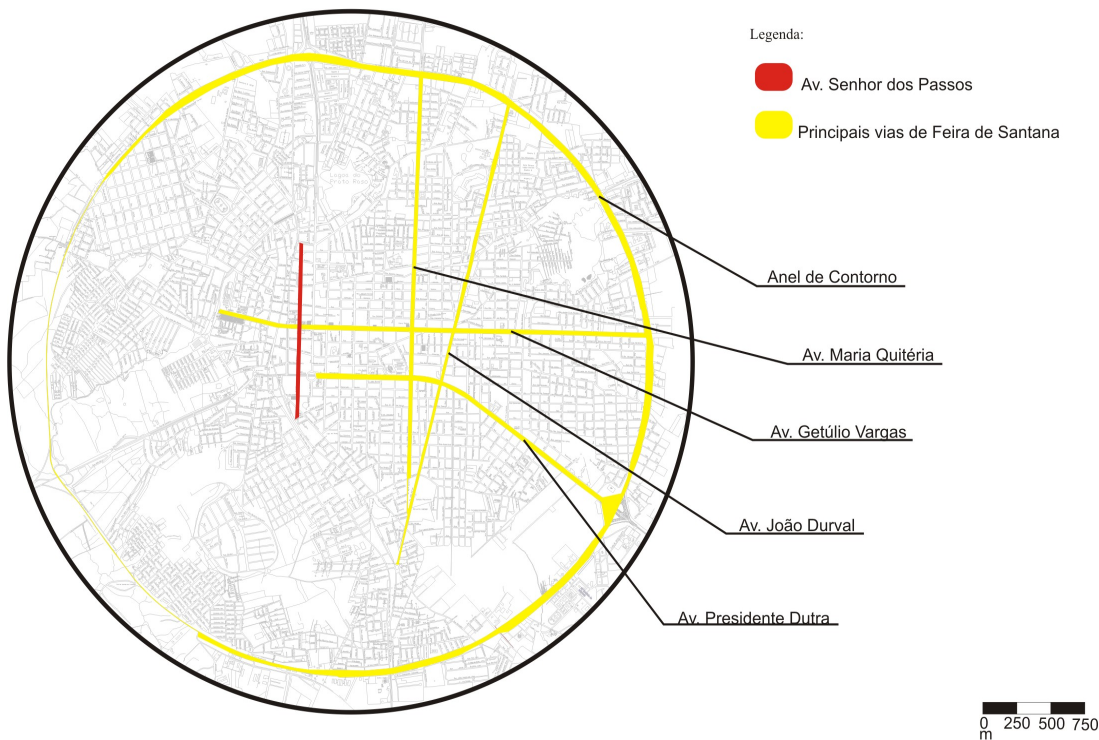 Legenda:
Av. Senhor dos Passos
Principais vias de Feira de Santana
Anel de Contorno
Av. Maria Quitéria
Av. Getúlio Vargas
Av. João Durval
Av. Presidente Dutra
0 250 500 750
m